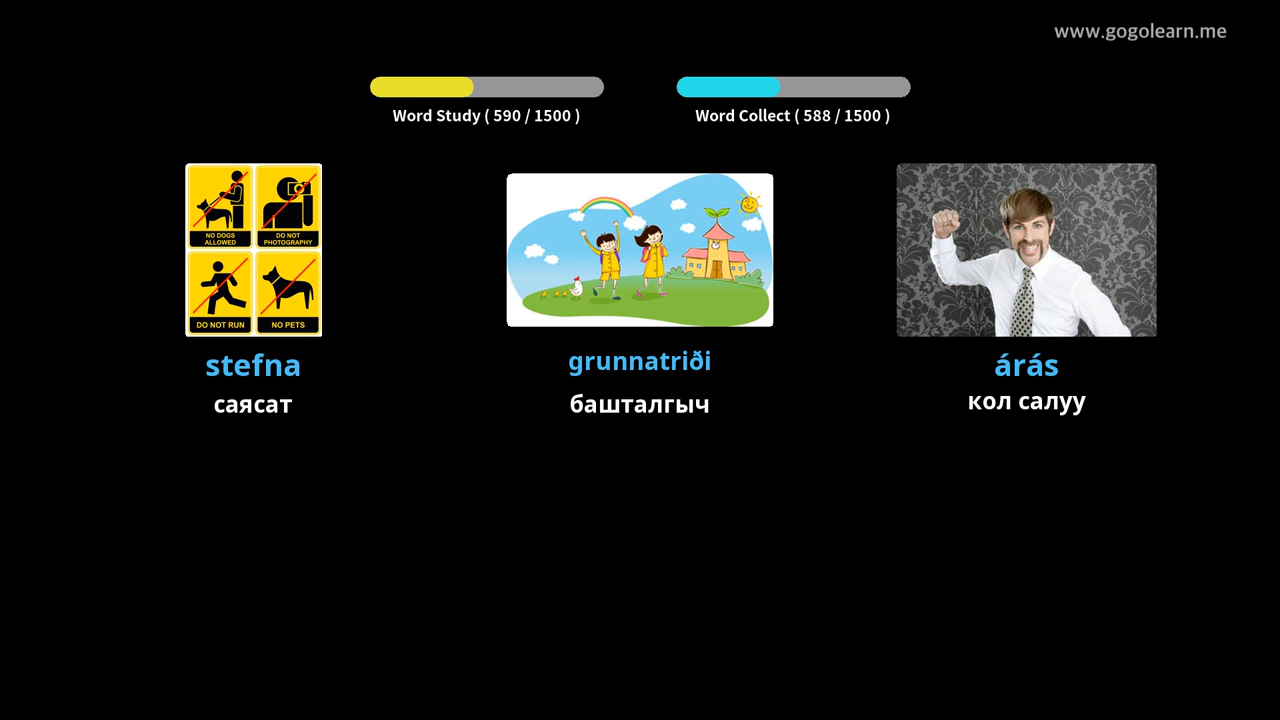 www.gogolearn.me
Word Study ( 590 / 1500 )
Word Collect ( 588 / 1500 )
NO DOGS
ALLOWED
DO NOT
PHOTOGRAPHY
DO NOT RUN
NO PETS
stefna
grunnatriði
árás
саясат
башталгыч
кол салуу